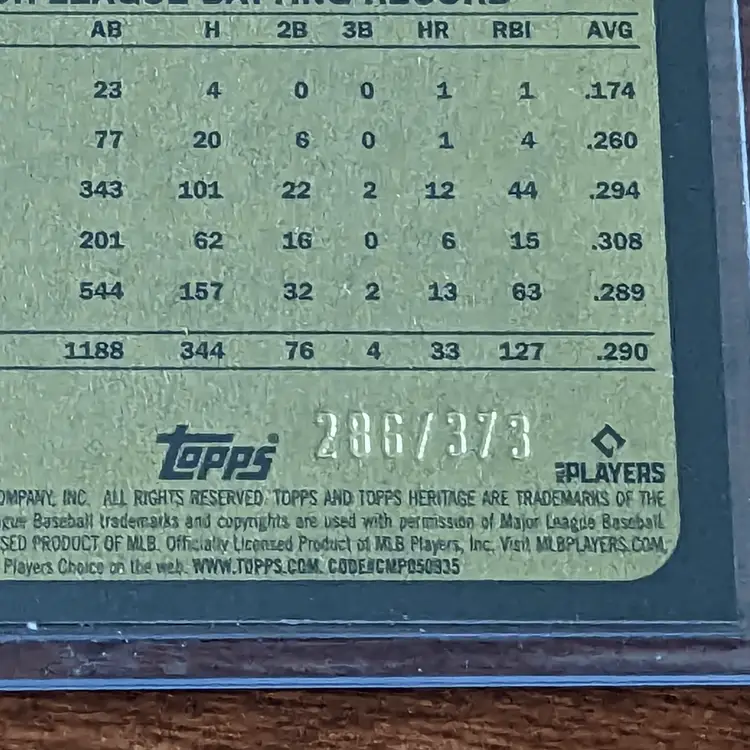 LEAGUE BATTING RECORD
AB H 2B 3B HR RBI AVG
23 4 0 0 1 1 .174
77 20 6 0 1 4 .260
343 101 22 2 12 44 .294
201 62 16 0 6 15 .308
544 157 32 2 13 63 .289
1188 344 76 4 33 127 .290
286/373
topps
PLAYERS
OMPANY, INC. ALL RIGHTS RESERVED. TOPPS AND TOPPS HERITAGE ARE TRADEMARKS OF THE
gue Baseball trademarks and copyrights are used with permission of Major League Baseball.
SED PRODUCT OF MLB. Officially Licensed Product of MLB Players, Inc. Visit MLBPLAYERS.COM,
Players Choice on the web. WWW.TOPPS.COM. CODE#CMP050935